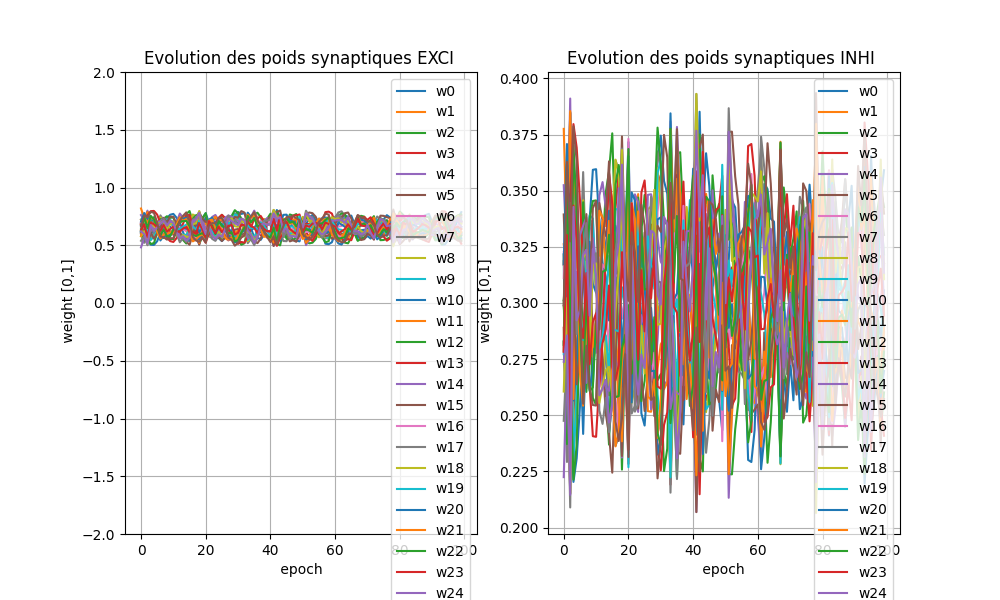 Evolution des poids synaptiques EXCI
2.0
1.5
1.0
0.5
0.0
−0.5
−1.0
−1.5
−2.0
weight [0,1]
0
20
40
60
80
100
epoch
w0
w1
w2
w3
w4
w5
w6
w7
w8
w9
w10
w11
w12
w13
w14
w15
w16
w17
w18
w19
w20
w21
w22
w23
w24
Evolution des poids synaptiques INHI
0.400
0.375
0.350
0.325
0.300
0.275
0.250
0.225
0.200
weight [0,1]
0
20
40
60
80
100
epoch
w0
w1
w2
w3
w4
w5
w6
w7
w8
w9
w10
w11
w12
w13
w14
w15
w16
w17
w18
w19
w20
w21
w22
w23
w24